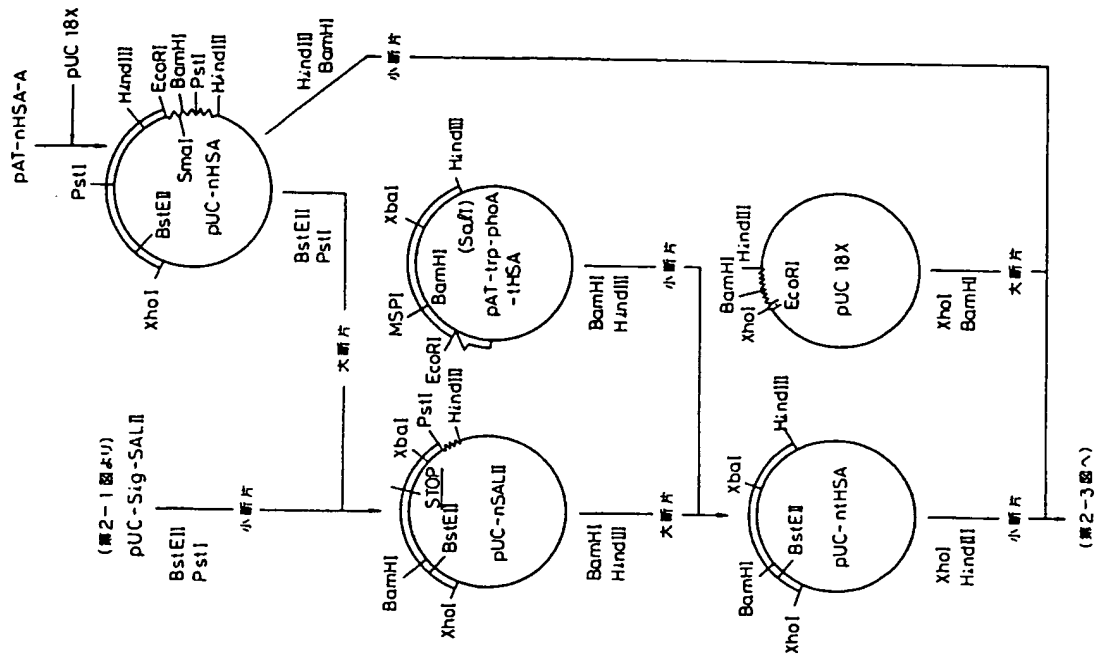 pAT-nHSA-A
pUC 18X
PstI
HindIII
EcoRI
BamHI
PstI
HindIII
SmaI
BstEII
XhoI
pUC-nHSA
HindIII
BamHI
小断片
BstEII
PstI
大断片
(第2-1図より)
pUC-Sig-SALII
BstEII
PstI
小断片
XbaI
HindIII
(SalI)
BamHI
MSPI
EcoRI
pAT-trp-phoA
-tHSA
BamHI
HindIII
小断片
XbaI
PstI
HindIII
STOP
BstEII
BamHI
XhoI
pUC-nSALII
BamHI
HindIII
大断片
HindIII
BamHI
XhoI
EcoRI
pUC 18X
XhoI
BamHI
大断片
XbaI
HindIII
BstEII
BamHI
XhoI
pUC-ntHSA
XhoI
HindIII
小断片
(第2-3図へ)